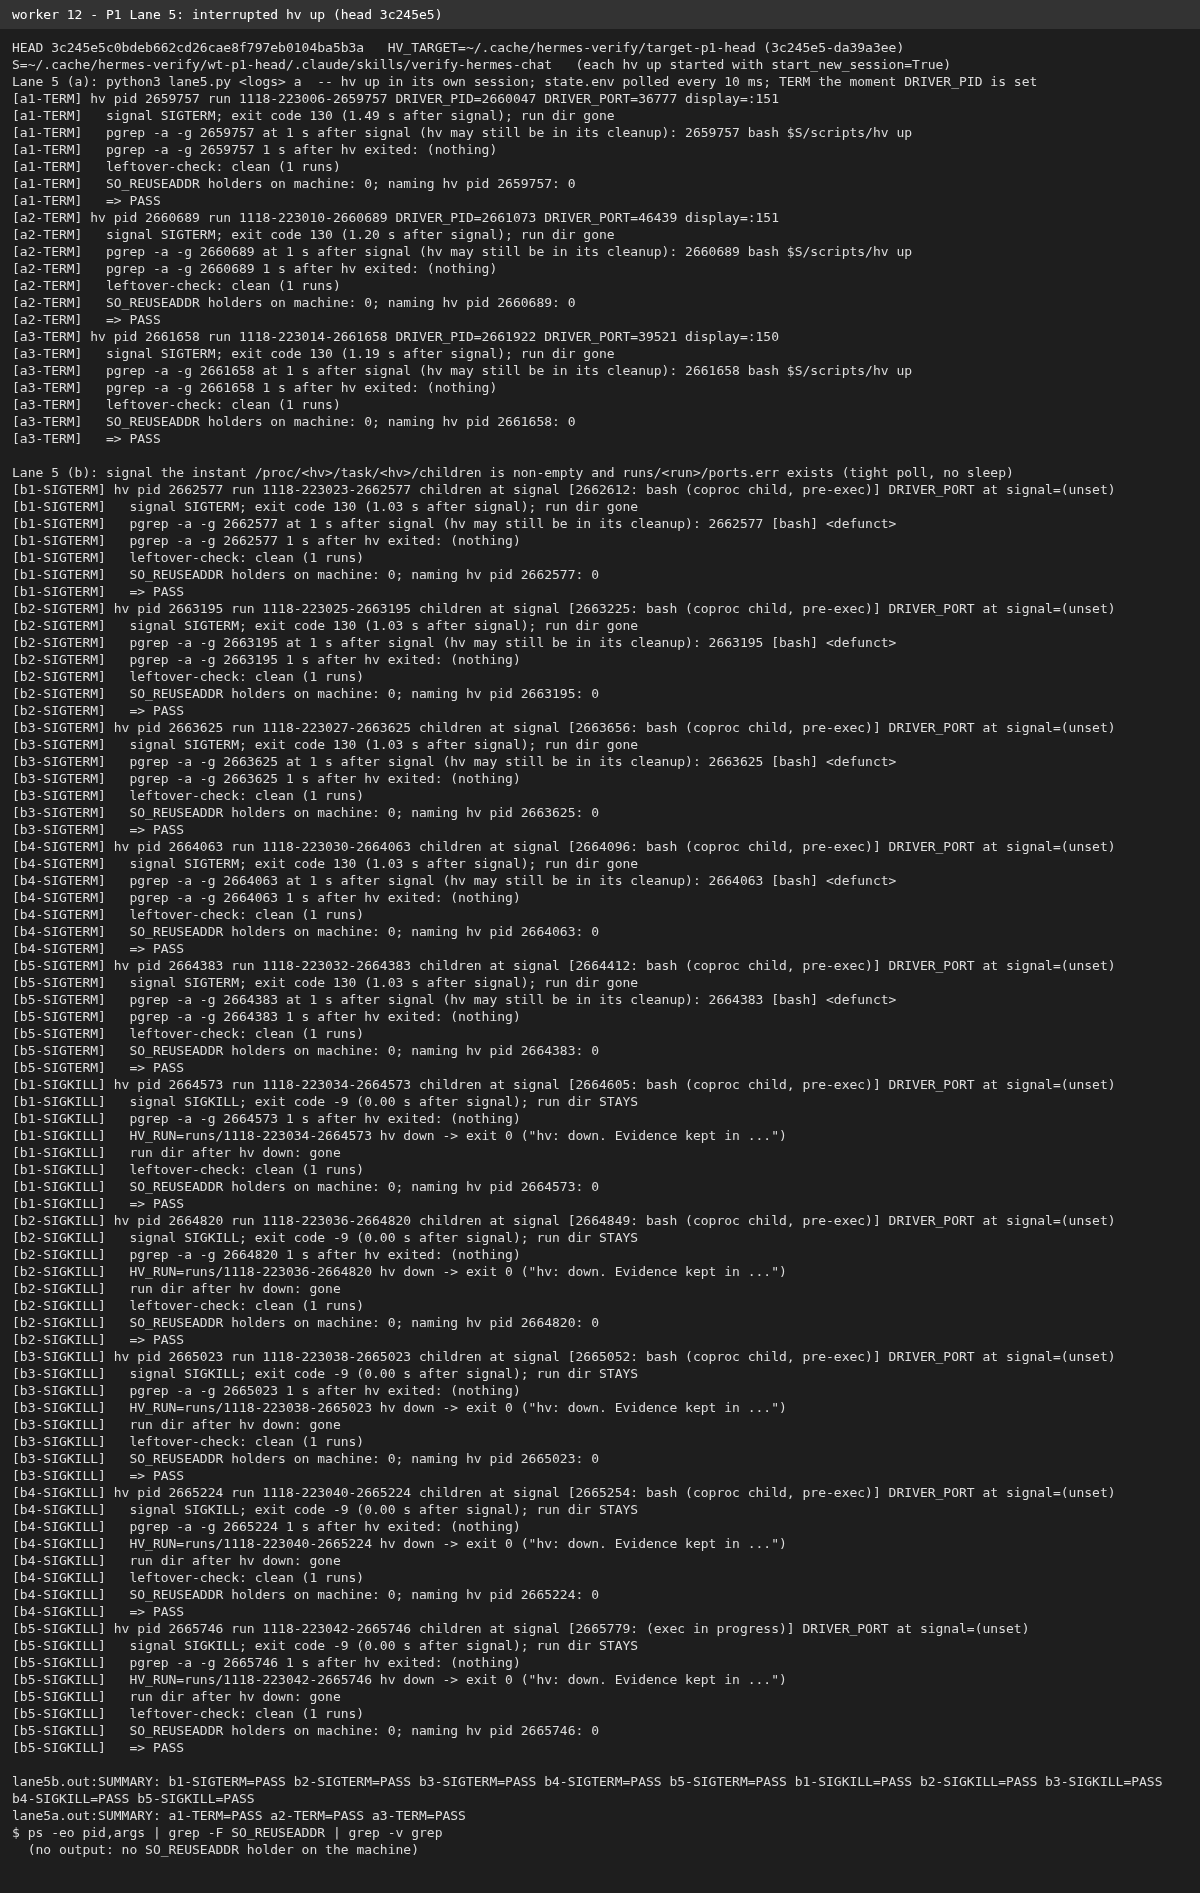 worker 12 - P1 Lane 5: interrupted hv up (head 3c245e5)
HEAD 3c245e5c0bdeb662cd26cae8f797eb0104ba5b3a   HV_TARGET=~/.cache/hermes-verify/target-p1-head (3c245e5-da39a3ee)
S=~/.cache/hermes-verify/wt-p1-head/.claude/skills/verify-hermes-chat   (each hv up started with start_new_session=True)
Lane 5 (a): python3 lane5.py <logs> a  -- hv up in its own session; state.env polled every 10 ms; TERM the moment DRIVER_PID is set
[a1-TERM] hv pid 2659757 run 1118-223006-2659757 DRIVER_PID=2660047 DRIVER_PORT=36777 display=:151
[a1-TERM]   signal SIGTERM; exit code 130 (1.49 s after signal); run dir gone
[a1-TERM]   pgrep -a -g 2659757 at 1 s after signal (hv may still be in its cleanup): 2659757 bash $S/scripts/hv up
[a1-TERM]   pgrep -a -g 2659757 1 s after hv exited: (nothing)
[a1-TERM]   leftover-check: clean (1 runs)
[a1-TERM]   SO_REUSEADDR holders on machine: 0; naming hv pid 2659757: 0
[a1-TERM]   => PASS
[a2-TERM] hv pid 2660689 run 1118-223010-2660689 DRIVER_PID=2661073 DRIVER_PORT=46439 display=:151
[a2-TERM]   signal SIGTERM; exit code 130 (1.20 s after signal); run dir gone
[a2-TERM]   pgrep -a -g 2660689 at 1 s after signal (hv may still be in its cleanup): 2660689 bash $S/scripts/hv up
[a2-TERM]   pgrep -a -g 2660689 1 s after hv exited: (nothing)
[a2-TERM]   leftover-check: clean (1 runs)
[a2-TERM]   SO_REUSEADDR holders on machine: 0; naming hv pid 2660689: 0
[a2-TERM]   => PASS
[a3-TERM] hv pid 2661658 run 1118-223014-2661658 DRIVER_PID=2661922 DRIVER_PORT=39521 display=:150
[a3-TERM]   signal SIGTERM; exit code 130 (1.19 s after signal); run dir gone
[a3-TERM]   pgrep -a -g 2661658 at 1 s after signal (hv may still be in its cleanup): 2661658 bash $S/scripts/hv up
[a3-TERM]   pgrep -a -g 2661658 1 s after hv exited: (nothing)
[a3-TERM]   leftover-check: clean (1 runs)
[a3-TERM]   SO_REUSEADDR holders on machine: 0; naming hv pid 2661658: 0
[a3-TERM]   => PASS
Lane 5 (b): signal the instant /proc/<hv>/task/<hv>/children is non-empty and runs/<run>/ports.err exists (tight poll, no sleep)
[b1-SIGTERM] hv pid 2662577 run 1118-223023-2662577 children at signal [2662612: bash (coproc child, pre-exec)] DRIVER_PORT at signal=(unset)
[b1-SIGTERM]   signal SIGTERM; exit code 130 (1.03 s after signal); run dir gone
[b1-SIGTERM]   pgrep -a -g 2662577 at 1 s after signal (hv may still be in its cleanup): 2662577 [bash] <defunct>
[b1-SIGTERM]   pgrep -a -g 2662577 1 s after hv exited: (nothing)
[b1-SIGTERM]   leftover-check: clean (1 runs)
[b1-SIGTERM]   SO_REUSEADDR holders on machine: 0; naming hv pid 2662577: 0
[b1-SIGTERM]   => PASS
[b2-SIGTERM] hv pid 2663195 run 1118-223025-2663195 children at signal [2663225: bash (coproc child, pre-exec)] DRIVER_PORT at signal=(unset)
[b2-SIGTERM]   signal SIGTERM; exit code 130 (1.03 s after signal); run dir gone
[b2-SIGTERM]   pgrep -a -g 2663195 at 1 s after signal (hv may still be in its cleanup): 2663195 [bash] <defunct>
[b2-SIGTERM]   pgrep -a -g 2663195 1 s after hv exited: (nothing)
[b2-SIGTERM]   leftover-check: clean (1 runs)
[b2-SIGTERM]   SO_REUSEADDR holders on machine: 0; naming hv pid 2663195: 0
[b2-SIGTERM]   => PASS
[b3-SIGTERM] hv pid 2663625 run 1118-223027-2663625 children at signal [2663656: bash (coproc child, pre-exec)] DRIVER_PORT at signal=(unset)
[b3-SIGTERM]   signal SIGTERM; exit code 130 (1.03 s after signal); run dir gone
[b3-SIGTERM]   pgrep -a -g 2663625 at 1 s after signal (hv may still be in its cleanup): 2663625 [bash] <defunct>
[b3-SIGTERM]   pgrep -a -g 2663625 1 s after hv exited: (nothing)
[b3-SIGTERM]   leftover-check: clean (1 runs)
[b3-SIGTERM]   SO_REUSEADDR holders on machine: 0; naming hv pid 2663625: 0
[b3-SIGTERM]   => PASS
[b4-SIGTERM] hv pid 2664063 run 1118-223030-2664063 children at signal [2664096: bash (coproc child, pre-exec)] DRIVER_PORT at signal=(unset)
[b4-SIGTERM]   signal SIGTERM; exit code 130 (1.03 s after signal); run dir gone
[b4-SIGTERM]   pgrep -a -g 2664063 at 1 s after signal (hv may still be in its cleanup): 2664063 [bash] <defunct>
[b4-SIGTERM]   pgrep -a -g 2664063 1 s after hv exited: (nothing)
[b4-SIGTERM]   leftover-check: clean (1 runs)
[b4-SIGTERM]   SO_REUSEADDR holders on machine: 0; naming hv pid 2664063: 0
[b4-SIGTERM]   => PASS
[b5-SIGTERM] hv pid 2664383 run 1118-223032-2664383 children at signal [2664412: bash (coproc child, pre-exec)] DRIVER_PORT at signal=(unset)
[b5-SIGTERM]   signal SIGTERM; exit code 130 (1.03 s after signal); run dir gone
[b5-SIGTERM]   pgrep -a -g 2664383 at 1 s after signal (hv may still be in its cleanup): 2664383 [bash] <defunct>
[b5-SIGTERM]   pgrep -a -g 2664383 1 s after hv exited: (nothing)
[b5-SIGTERM]   leftover-check: clean (1 runs)
[b5-SIGTERM]   SO_REUSEADDR holders on machine: 0; naming hv pid 2664383: 0
[b5-SIGTERM]   => PASS
[b1-SIGKILL] hv pid 2664573 run 1118-223034-2664573 children at signal [2664605: bash (coproc child, pre-exec)] DRIVER_PORT at signal=(unset)
[b1-SIGKILL]   signal SIGKILL; exit code -9 (0.00 s after signal); run dir STAYS
[b1-SIGKILL]   pgrep -a -g 2664573 1 s after hv exited: (nothing)
[b1-SIGKILL]   HV_RUN=runs/1118-223034-2664573 hv down -> exit 0 ("hv: down. Evidence kept in ...")
[b1-SIGKILL]   run dir after hv down: gone
[b1-SIGKILL]   leftover-check: clean (1 runs)
[b1-SIGKILL]   SO_REUSEADDR holders on machine: 0; naming hv pid 2664573: 0
[b1-SIGKILL]   => PASS
[b2-SIGKILL] hv pid 2664820 run 1118-223036-2664820 children at signal [2664849: bash (coproc child, pre-exec)] DRIVER_PORT at signal=(unset)
[b2-SIGKILL]   signal SIGKILL; exit code -9 (0.00 s after signal); run dir STAYS
[b2-SIGKILL]   pgrep -a -g 2664820 1 s after hv exited: (nothing)
[b2-SIGKILL]   HV_RUN=runs/1118-223036-2664820 hv down -> exit 0 ("hv: down. Evidence kept in ...")
[b2-SIGKILL]   run dir after hv down: gone
[b2-SIGKILL]   leftover-check: clean (1 runs)
[b2-SIGKILL]   SO_REUSEADDR holders on machine: 0; naming hv pid 2664820: 0
[b2-SIGKILL]   => PASS
[b3-SIGKILL] hv pid 2665023 run 1118-223038-2665023 children at signal [2665052: bash (coproc child, pre-exec)] DRIVER_PORT at signal=(unset)
[b3-SIGKILL]   signal SIGKILL; exit code -9 (0.00 s after signal); run dir STAYS
[b3-SIGKILL]   pgrep -a -g 2665023 1 s after hv exited: (nothing)
[b3-SIGKILL]   HV_RUN=runs/1118-223038-2665023 hv down -> exit 0 ("hv: down. Evidence kept in ...")
[b3-SIGKILL]   run dir after hv down: gone
[b3-SIGKILL]   leftover-check: clean (1 runs)
[b3-SIGKILL]   SO_REUSEADDR holders on machine: 0; naming hv pid 2665023: 0
[b3-SIGKILL]   => PASS
[b4-SIGKILL] hv pid 2665224 run 1118-223040-2665224 children at signal [2665254: bash (coproc child, pre-exec)] DRIVER_PORT at signal=(unset)
[b4-SIGKILL]   signal SIGKILL; exit code -9 (0.00 s after signal); run dir STAYS
[b4-SIGKILL]   pgrep -a -g 2665224 1 s after hv exited: (nothing)
[b4-SIGKILL]   HV_RUN=runs/1118-223040-2665224 hv down -> exit 0 ("hv: down. Evidence kept in ...")
[b4-SIGKILL]   run dir after hv down: gone
[b4-SIGKILL]   leftover-check: clean (1 runs)
[b4-SIGKILL]   SO_REUSEADDR holders on machine: 0; naming hv pid 2665224: 0
[b4-SIGKILL]   => PASS
[b5-SIGKILL] hv pid 2665746 run 1118-223042-2665746 children at signal [2665779: (exec in progress)] DRIVER_PORT at signal=(unset)
[b5-SIGKILL]   signal SIGKILL; exit code -9 (0.00 s after signal); run dir STAYS
[b5-SIGKILL]   pgrep -a -g 2665746 1 s after hv exited: (nothing)
[b5-SIGKILL]   HV_RUN=runs/1118-223042-2665746 hv down -> exit 0 ("hv: down. Evidence kept in ...")
[b5-SIGKILL]   run dir after hv down: gone
[b5-SIGKILL]   leftover-check: clean (1 runs)
[b5-SIGKILL]   SO_REUSEADDR holders on machine: 0; naming hv pid 2665746: 0
[b5-SIGKILL]   => PASS
lane5b.out:SUMMARY: b1-SIGTERM=PASS b2-SIGTERM=PASS b3-SIGTERM=PASS b4-SIGTERM=PASS b5-SIGTERM=PASS b1-SIGKILL=PASS b2-SIGKILL=PASS b3-SIGKILL=PASS
b4-SIGKILL=PASS b5-SIGKILL=PASS
lane5a.out:SUMMARY: a1-TERM=PASS a2-TERM=PASS a3-TERM=PASS
$ ps -eo pid,args | grep -F SO_REUSEADDR | grep -v grep
  (no output: no SO_REUSEADDR holder on the machine)